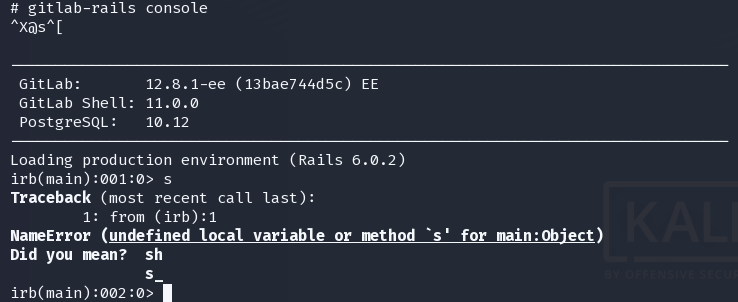 # gitlab-rails console
^X@s^[
GitLab:       12.8.1-ee (13bae744d5c) EE
GitLab Shell: 11.0.0
PostgreSQL:   10.12
Loading production environment (Rails 6.0.2)
irb(main):001:0> s
Traceback (most recent call last):
        1: from (irb):1
NameError (undefined local variable or method `s' for main:Object)
Did you mean?  sh
               s_
irb(main):002:0>
KAL
BY OFFENSIVE SECU